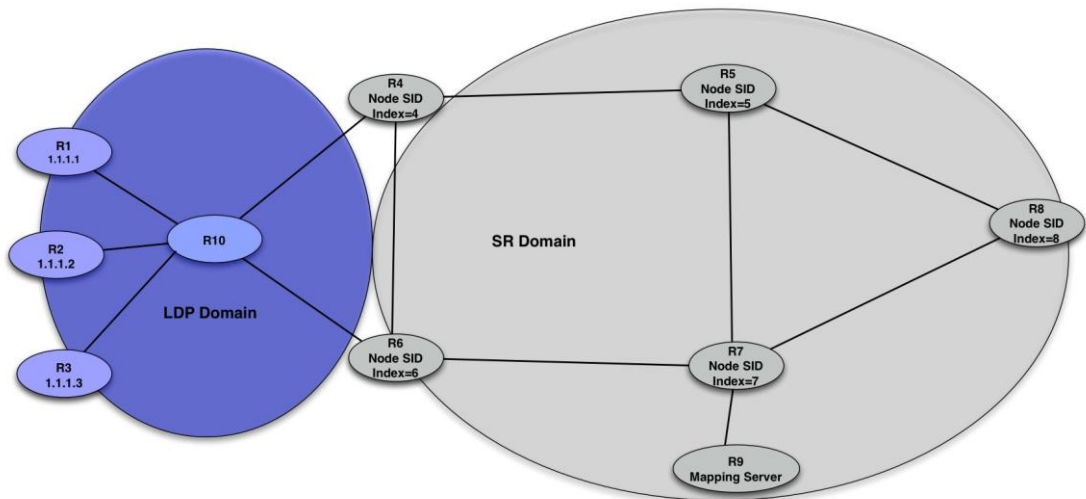 R4
Node SID
Index=4
R5
Node SID
Index=5
R1
1.1.1.1
R10
R2
1.1.1.2
SR Domain
R8
Node SID
Index=8
LDP Domain
R3
1.1.1.3
R6
Node SID
Index=6
R7
Node SID
Index=7
R9
Mapping Server